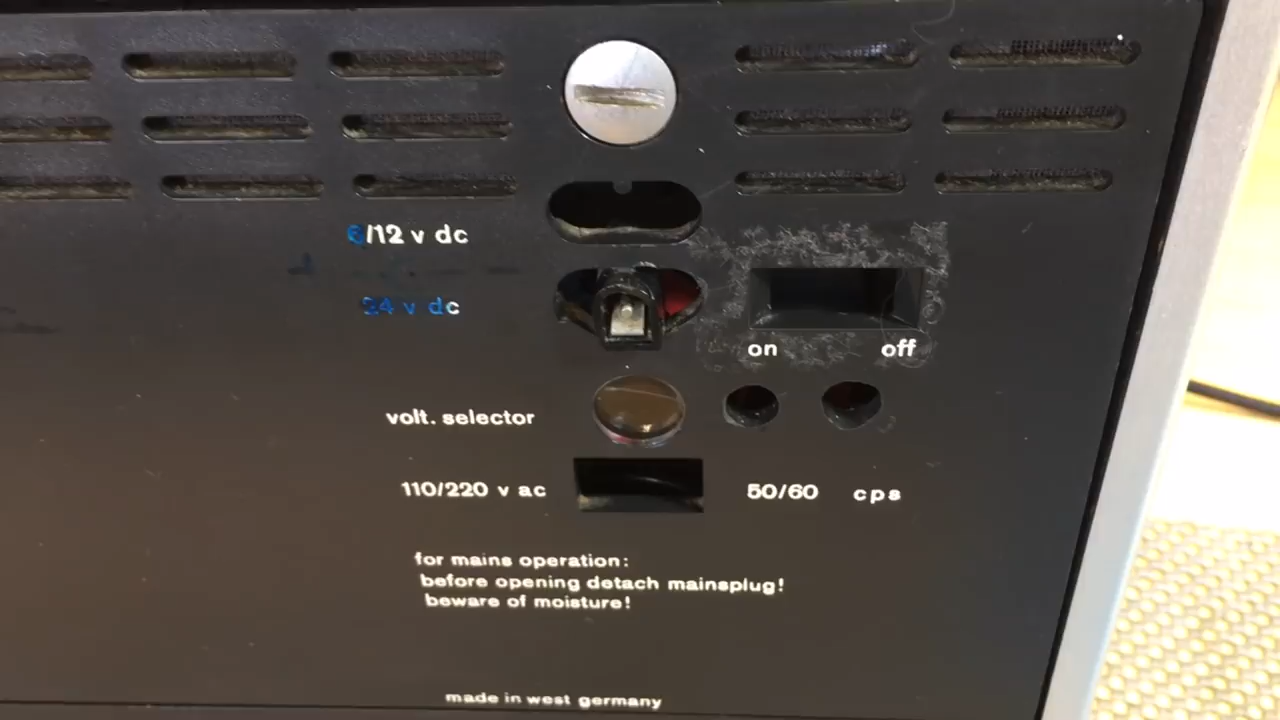 6/12 v dc
24 v dc
on off
volt. selector
110/220 v ac 50/60 cps
for mains operation:
before opening detach mainsplug!
beware of moisture!
made in west germany